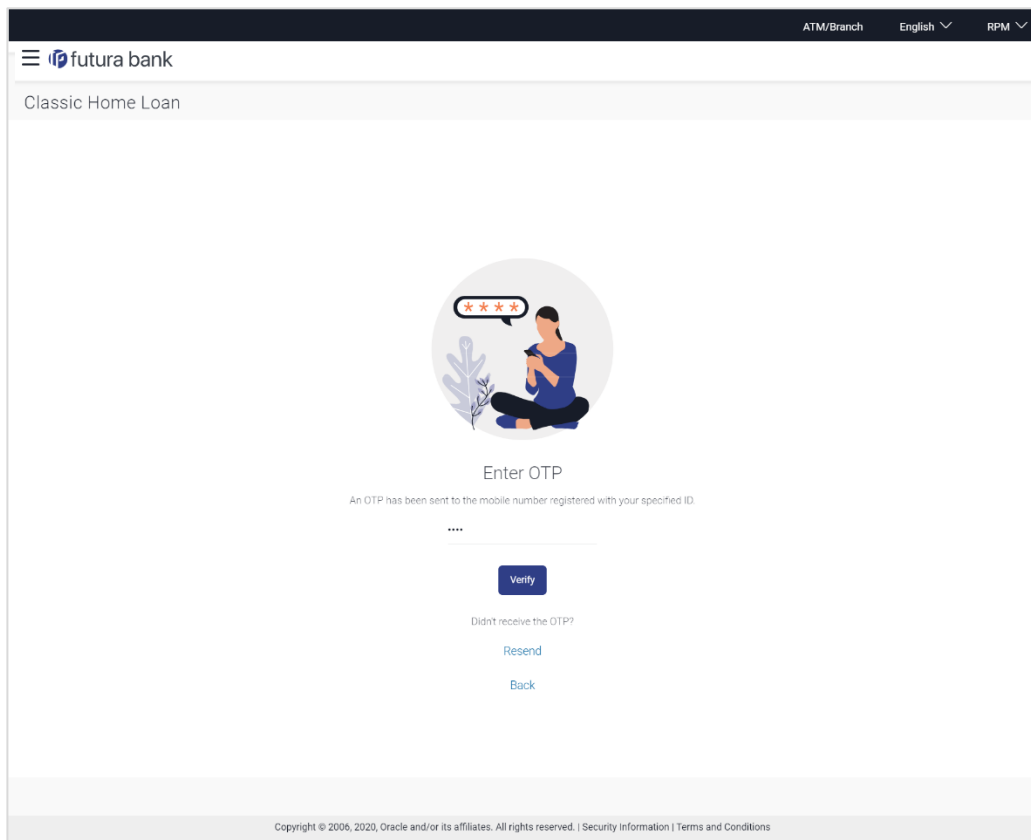 ATM/Branch English RPM
futura bank
Classic Home Loan
* * * *
Enter OTP
An OTP has been sent to the mobile number registered with your specified ID.
••••
Verify
Didn't receive the OTP?
Resend
Back
Copyright © 2006, 2020, Oracle and/or its affiliates. All rights reserved. | Security Information | Terms and Conditions